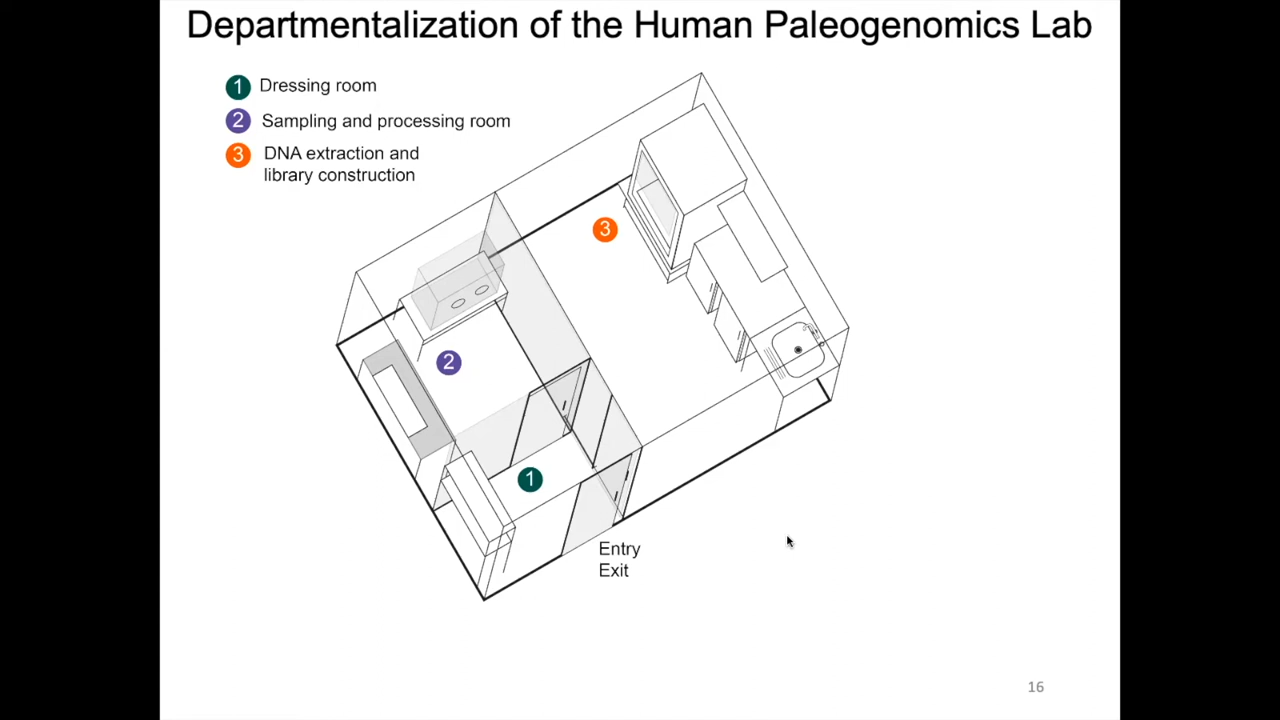 Departmentalization of the Human Paleogenomics Lab
1 Dressing room
2 Sampling and processing room
3 DNA extraction and
library construction
3
2
1
Entry
Exit
16